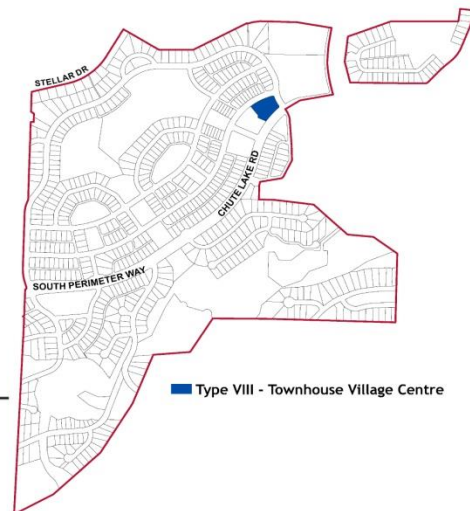 STELLAR DR
CHUTE LAKE RD
SOUTH PERIMETER WAY
Type VIII - Townhouse Village Centre